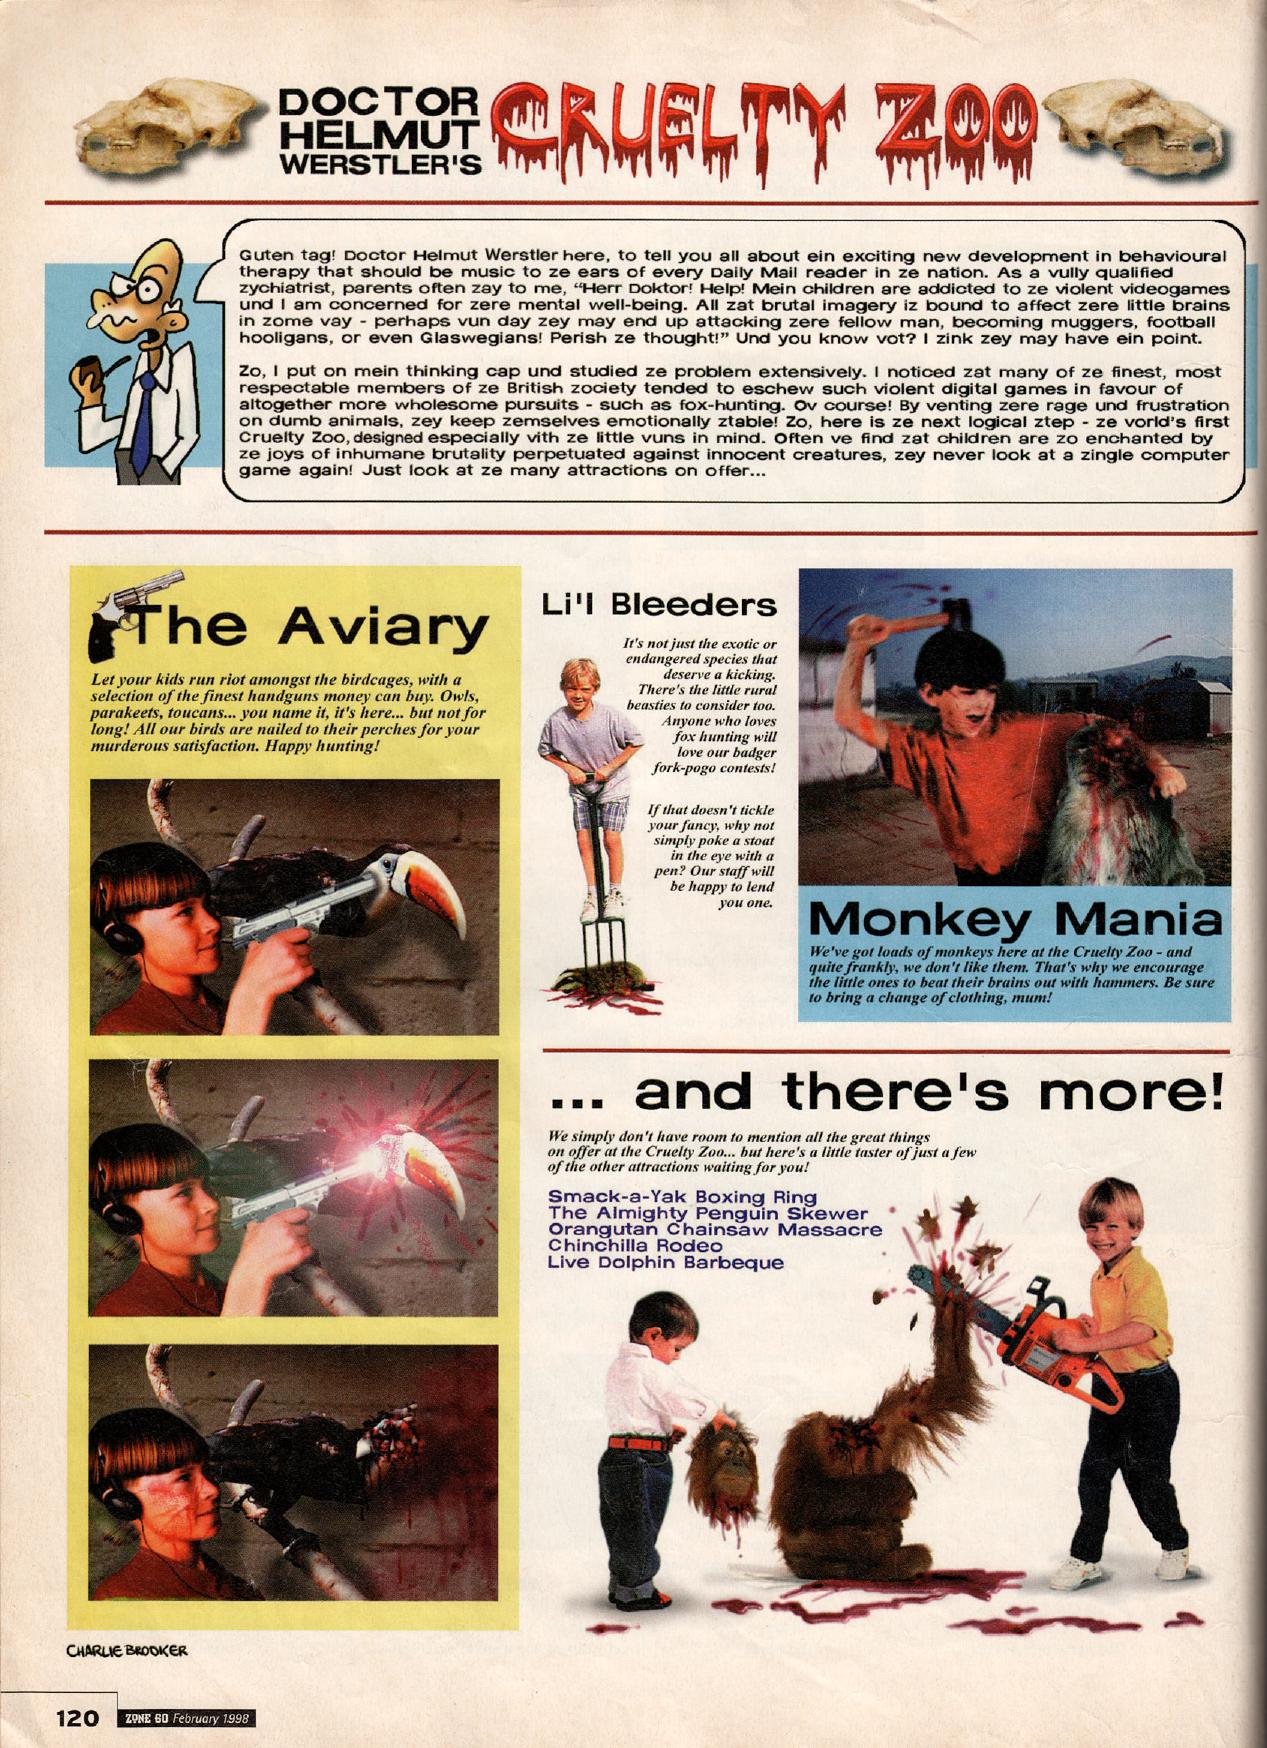 DOCTOR
HELMUT
WERSTLER'S
CRUELTY ZOO
Guten tag! Doctor Helmut Werstler here, to tell you all about ein exciting new development in behavioural
therapy that should be music to ze ears of every Daily Mail reader in ze nation. As a vully qualified
zychiatrist, parents often zay to me, "Herr Doktor! Help! Mein children are addicted to ze violent videogames
und I am concerned for zere mental well-being. All zat brutal imagery iz bound to affect zere little brains
in zome vay - perhaps vun day zey may end up attacking zere fellow man, becoming muggers, football
hooligans, or even Glaswegians! Perish ze thought!" Und you know vot? I zink zey may have ein point.
Zo, I put on mein thinking cap und studied ze problem extensively. I noticed zat many of ze finest, most
respectable members of ze British zociety tended to eschew such violent digital games in favour of
altogether more wholesome pursuits - such as fox-hunting. Ov course! By venting zere rage und frustration
on dumb animals, zey keep zemselves emotionally ztable! Zo, here is ze next logical ztep - ze vorld's first
Cruelty Zoo, designed especially vith ze little vuns in mind. Often ve find zat children are zo enchanted by
ze joys of inhumane brutality perpetuated against innocent creatures, zey never look at a zingle computer
game again! Just look at ze many attractions on offer...
The Aviary
Let your kids run riot amongst the birdcages, with a
selection of the finest handguns money can buy. Owls,
parakeets, toucans... you name it, it's here... but not for
long! All our birds are nailed to their perches for your
murderous satisfaction. Happy hunting!
Li'l Bleeders
It's not just the exotic or
endangered species that
deserve a kicking.
There's the little rural
beasties to consider too.
Anyone who loves
fox hunting will
love our badger
fork-pogo contests!
If that doesn't tickle
your fancy, why not
simply poke a stoat
in the eye with a
pen? Our staff will
be happy to lend
you one.
Monkey Mania
We've got loads of monkeys here at the Cruelty Zoo - and
quite frankly, we don't like them. That's why we encourage
the little ones to beat their brains out with hammers. Be sure
to bring a change of clothing, mum!
... and there's more!
We simply don't have room to mention all the great things
on offer at the Cruelty Zoo... but here's a little taster of just a few
of the other attractions waiting for you!
Smack-a-Yak Boxing Ring
The Almighty Penguin Skewer
Orangutan Chainsaw Massacre
Chinchilla Rodeo
Live Dolphin Barbeque
CHARLIE BROOKER
120 ZONE 60 February 1998